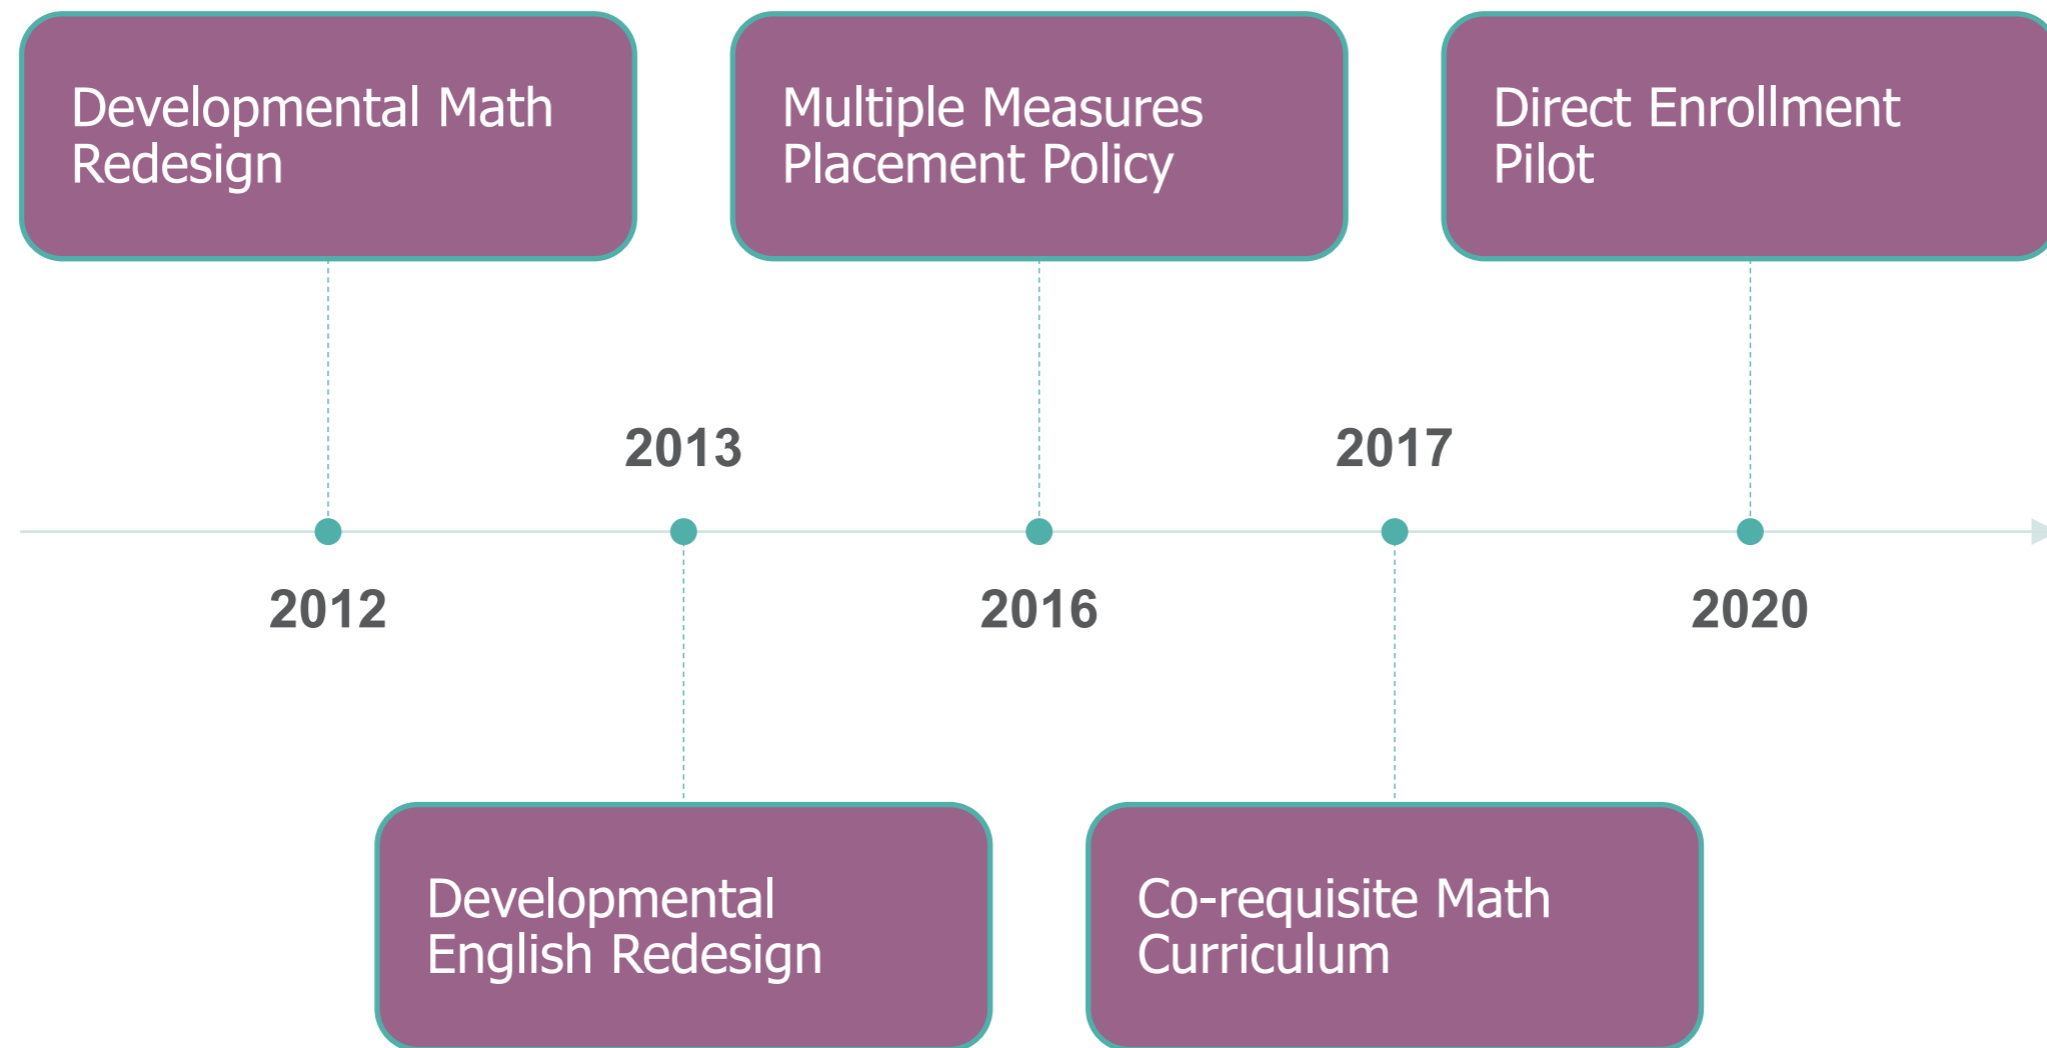 Developmental Math
Redesign
Multiple Measures
Placement Policy
Direct Enrollment
Pilot
2013
2017
2012
2016
2020
Developmental
English Redesign
Co-requisite Math
Curriculum